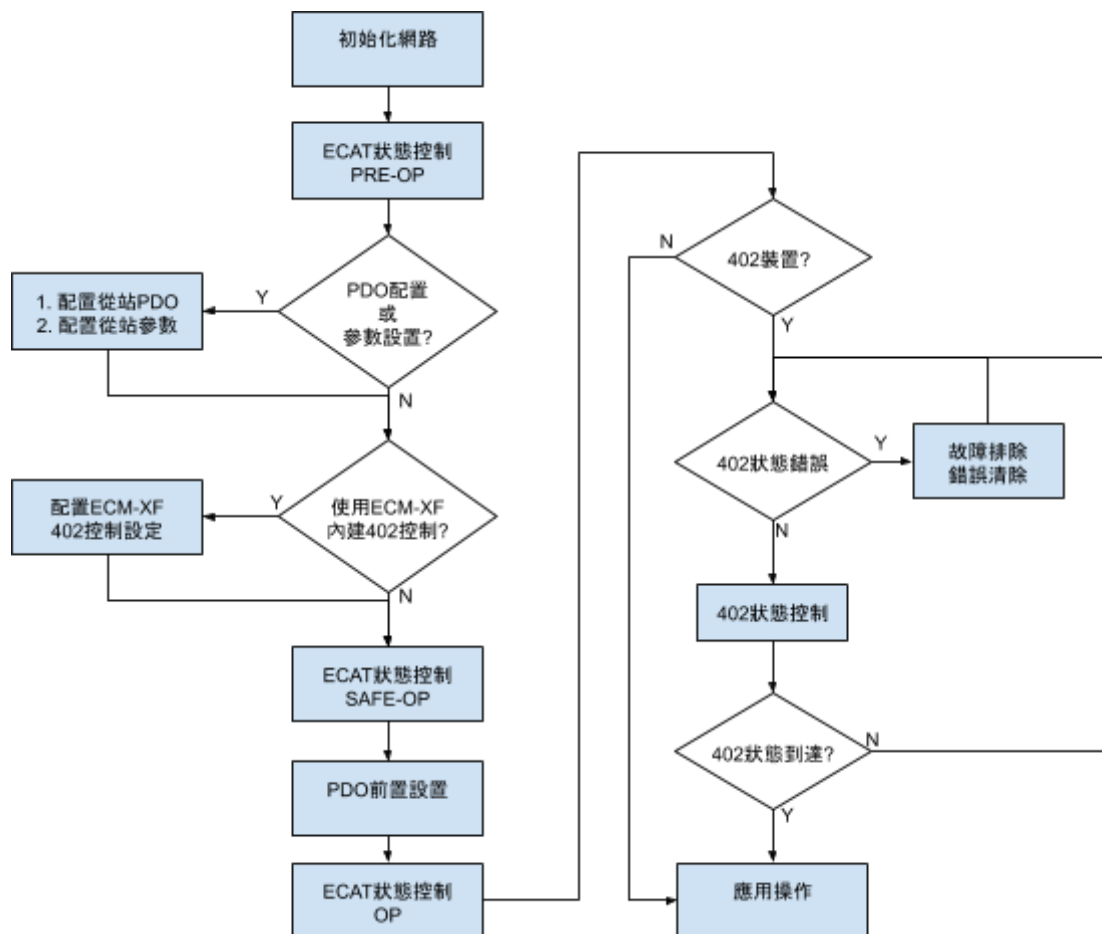 初始化網路
ECAT狀態控制
PRE-OP
PDO配置
或
參數設置?
Y
1. 配置從站PDO
2. 配置從站參數
N
使用ECM-XF
內建402控制?
Y
配置ECM-XF
402控制設定
N
ECAT狀態控制
SAFE-OP
PDO前置設置
ECAT狀態控制
OP
402裝置?
N
Y
402狀態錯誤
Y
故障排除
錯誤清除
N
402狀態控制
402狀態到達?
N
Y
應用操作